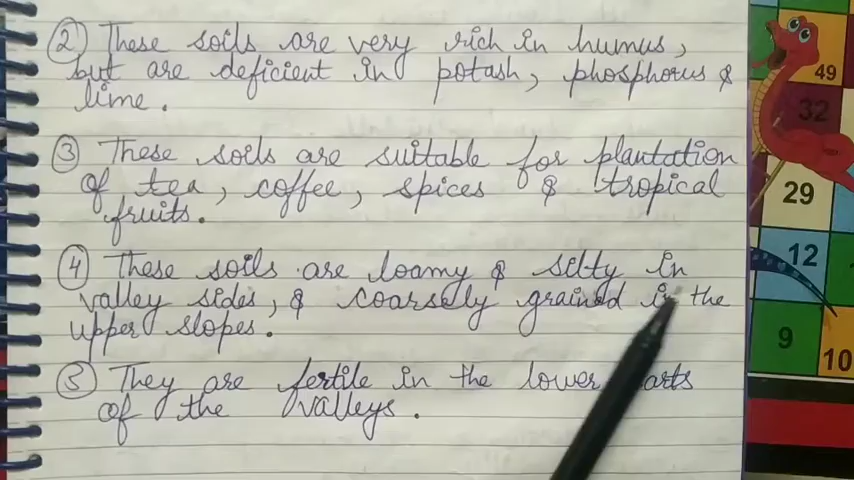 ② These soils are very rich in humus,
but are deficient in potash, phosphorus &
lime.
③ These soils are suitable for plantation
of tea, coffee, spices & tropical
fruits.
④ These soils are loamy & silty in
valley sides, & coarsely grained in the
upper slopes.
⑤ They are fertile in the lower parts
of the valleys.
49
32
29
12
9
10